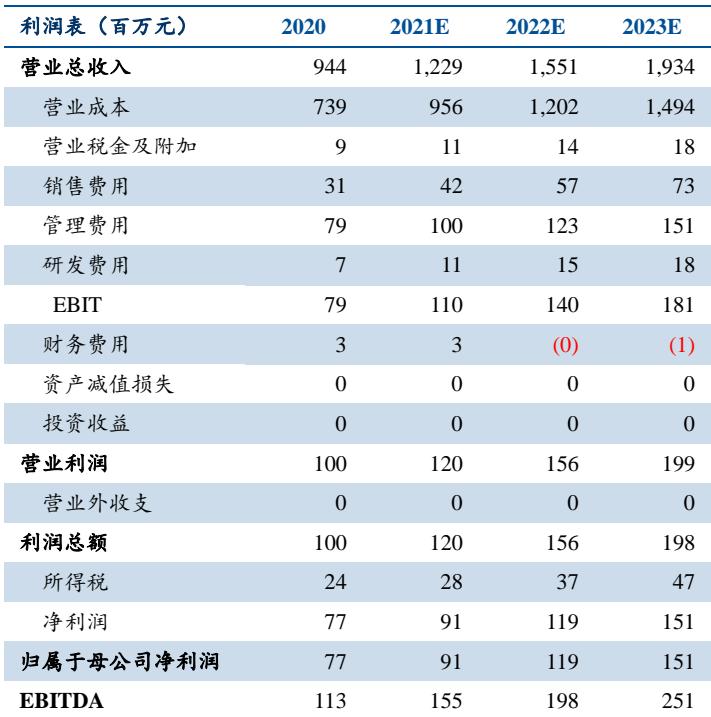 利润表（百万元） 2020 2021E 2022E 2023E
营业总收入 944 1,229 1,551 1,934
营业成本 739 956 1,202 1,494
营业税金及附加 9 11 14 18
销售费用 31 42 57 73
管理费用 79 100 123 151
研发费用 7 11 15 18
EBIT 79 110 140 181
财务费用 3 3 (0) (1)
资产减值损失 0 0 0 0
投资收益 0 0 0 0
营业利润 100 120 156 199
营业外收支 0 0 0 0
利润总额 100 120 156 198
所得税 24 28 37 47
净利润 77 91 119 151
归属于母公司净利润 77 91 119 151
EBITDA 113 155 198 251